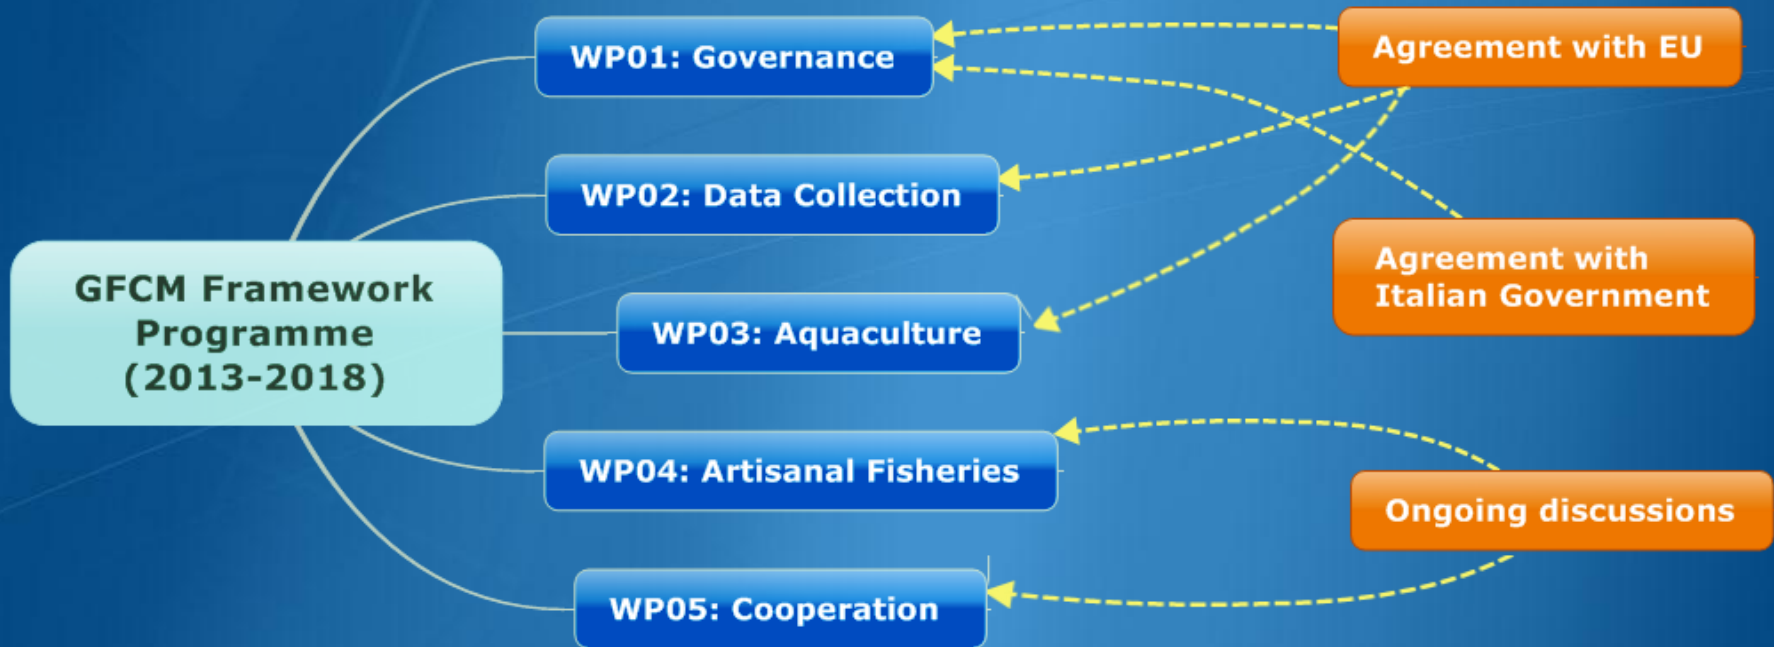 WP01: Governance
Agreement with EU
WP02: Data Collection
GFCM Framework
Programme
(2013-2018)
Agreement with
Italian Government
WP03: Aquaculture
WP04: Artisanal Fisheries
Ongoing discussions
WP05: Cooperation